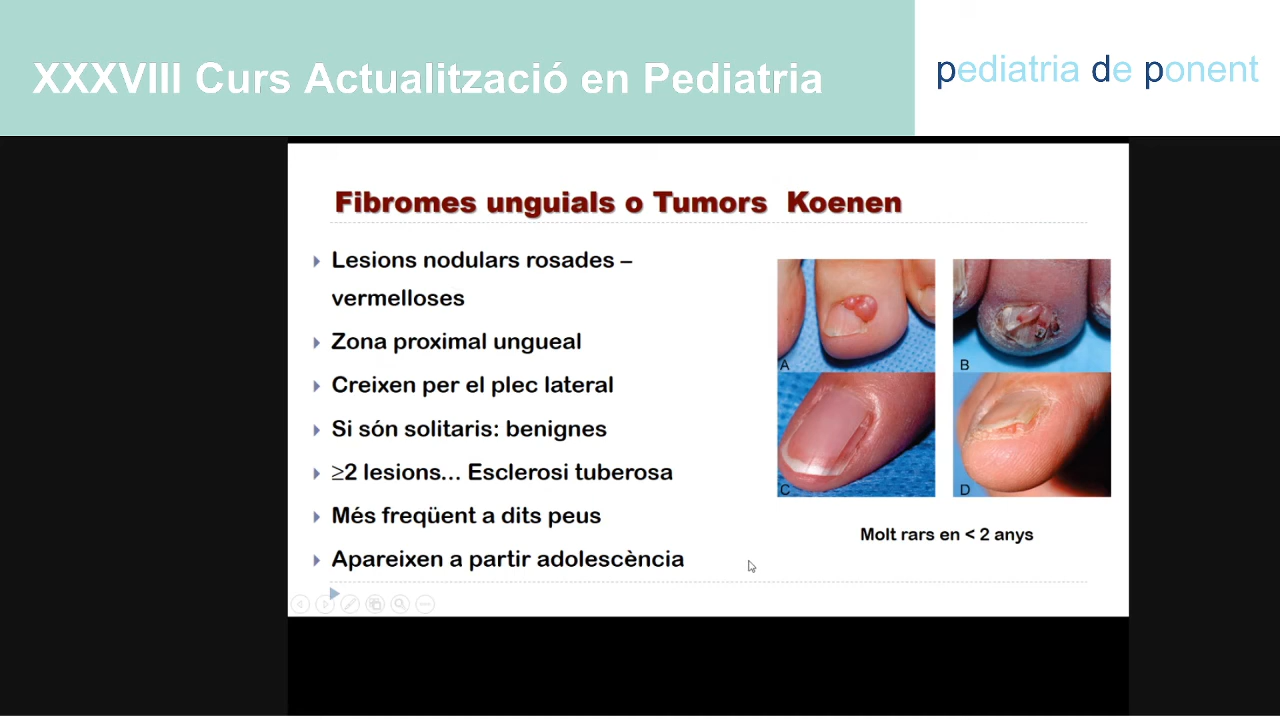 XXXVIII Curs Actualització en Pediatria
pediatria de ponent
Fibromes unguials o Tumors Koenen
Lesions nodulars rosades –
vermelloses
Zona proximal ungueal
Creixen per el plec lateral
Si són solitaris: benignes
≥2 lesions... Esclerosi tuberosa
Més freqüent a dits peus
Apareixen a partir adolescència
A
B
C
D
Molt rars en < 2 anys